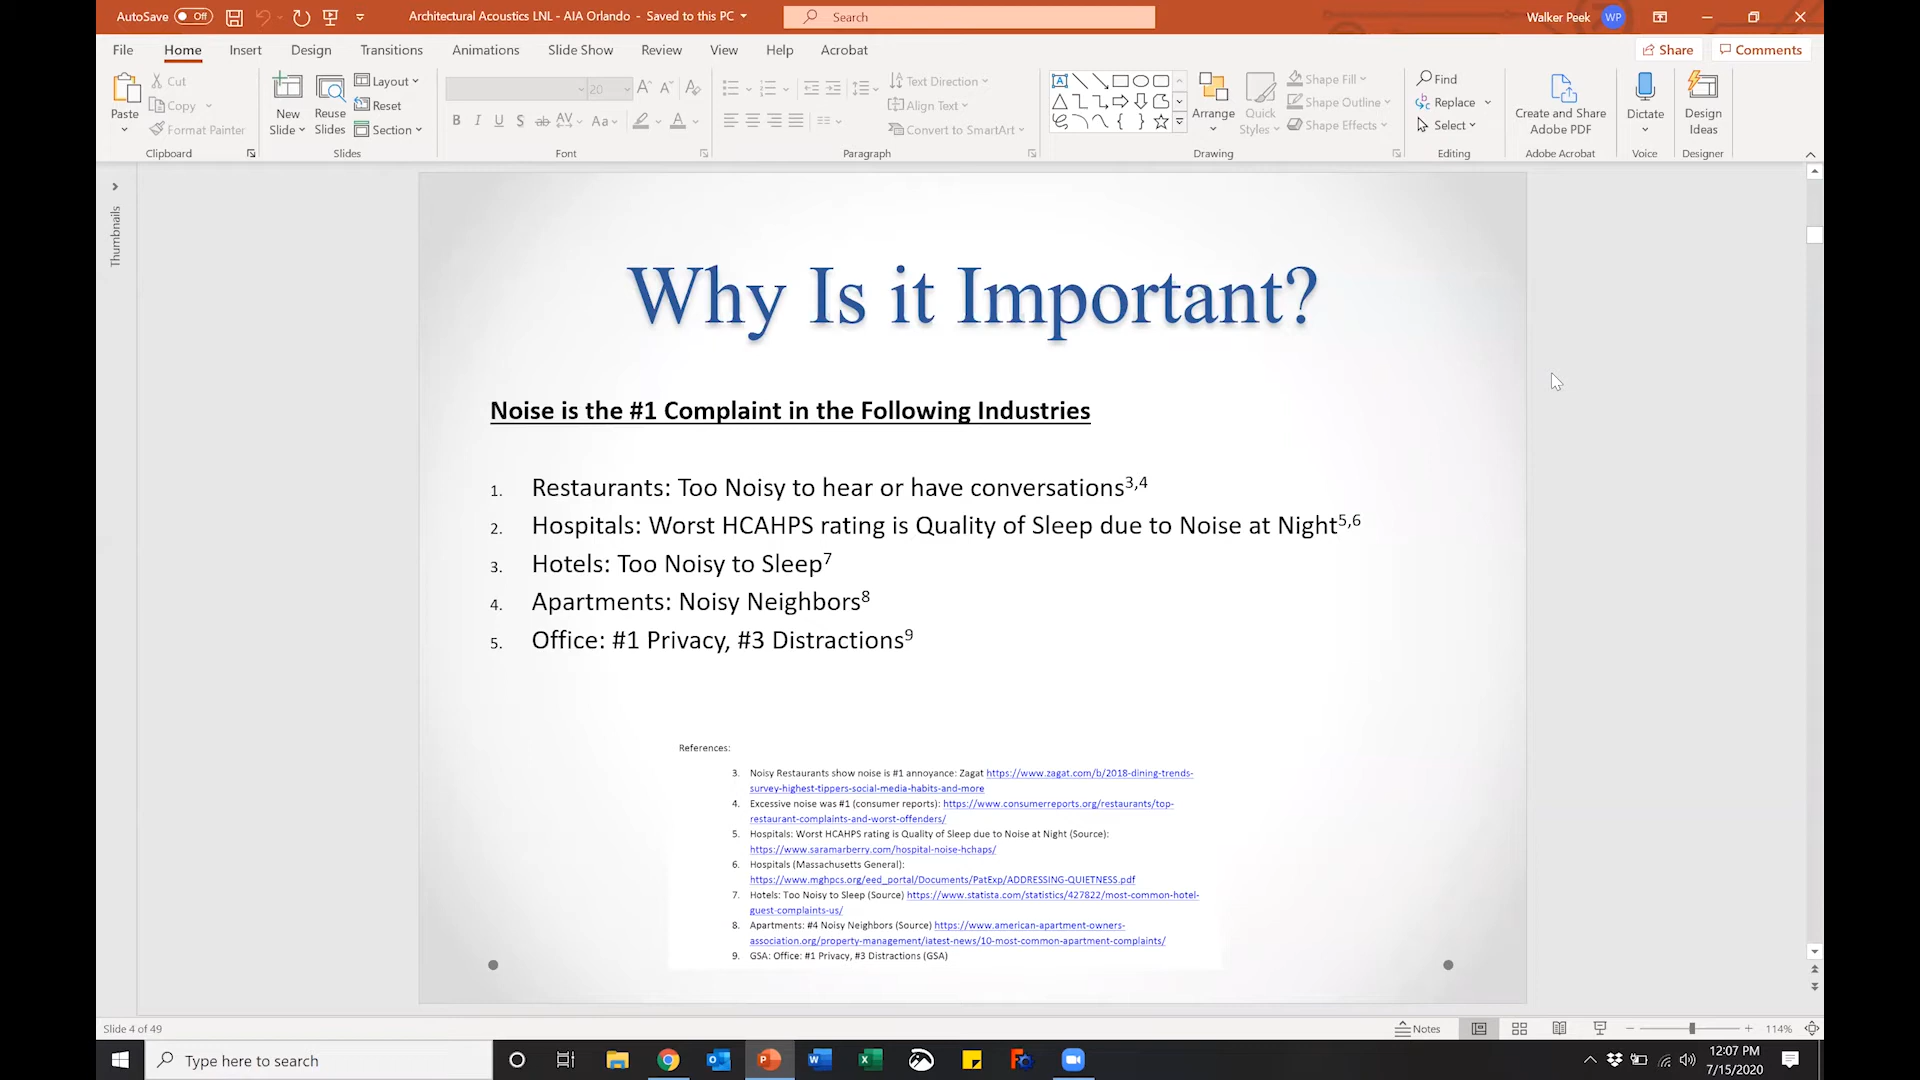 AutoSave Off Architectural Acoustics LNL - AIA Orlando - Saved to this PC Search Walker Peek WP
File Home Insert Design Transitions Animations Slide Show Review View Help Acrobat Share Comments
Paste Cut Copy Format Painter Clipboard
New Slide Reuse Slides Layout Reset Section Slides
20 B I U S ab AV Aa A Font
Text Direction Align Text Convert to SmartArt Paragraph
Arrange Quick Styles Shape Fill Shape Outline Shape Effects Drawing
Find Replace Select Editing
Create and Share Adobe PDF Adobe Acrobat
Dictate Voice
Design Ideas Designer
Thumbnails
Why Is it Important?
Noise is the #1 Complaint in the Following Industries
1. Restaurants: Too Noisy to hear or have conversations3,4
2. Hospitals: Worst HCAHPS rating is Quality of Sleep due to Noise at Night5,6
3. Hotels: Too Noisy to Sleep7
4. Apartments: Noisy Neighbors8
5. Office: #1 Privacy, #3 Distractions9
References:
3. Noisy Restaurants show noise is #1 annoyance: Zagat https://www.zagat.com/b/2018-dining-trends-
survey-highest-tippers-social-media-habits-and-more
4. Excessive noise was #1 (consumer reports): https://www.consumerreports.org/restaurants/top-
restaurant-complaints-and-worst-offenders/
5. Hospitals: Worst HCAHPS rating is Quality of Sleep due to Noise at Night (Source):
https://www.saramarberry.com/hospital-noise-hchaps/
6. Hospitals (Massachusetts General):
https://www.mghpcs.org/eed_portal/Documents/PatExp/ADDRESSING-QUIETNESS.pdf
7. Hotels: Too Noisy to Sleep (Source) https://www.statista.com/statistics/427822/most-common-hotel-
guest-complaints-us/
8. Apartments: #4 Noisy Neighbors (Source) https://www.american-apartment-owners-
association.org/property-management/latest-news/10-most-common-apartment-complaints/
9. GSA: Office: #1 Privacy, #3 Distractions (GSA)
Slide 4 of 49 Notes 114%
Type here to search
12:07 PM
7/15/2020